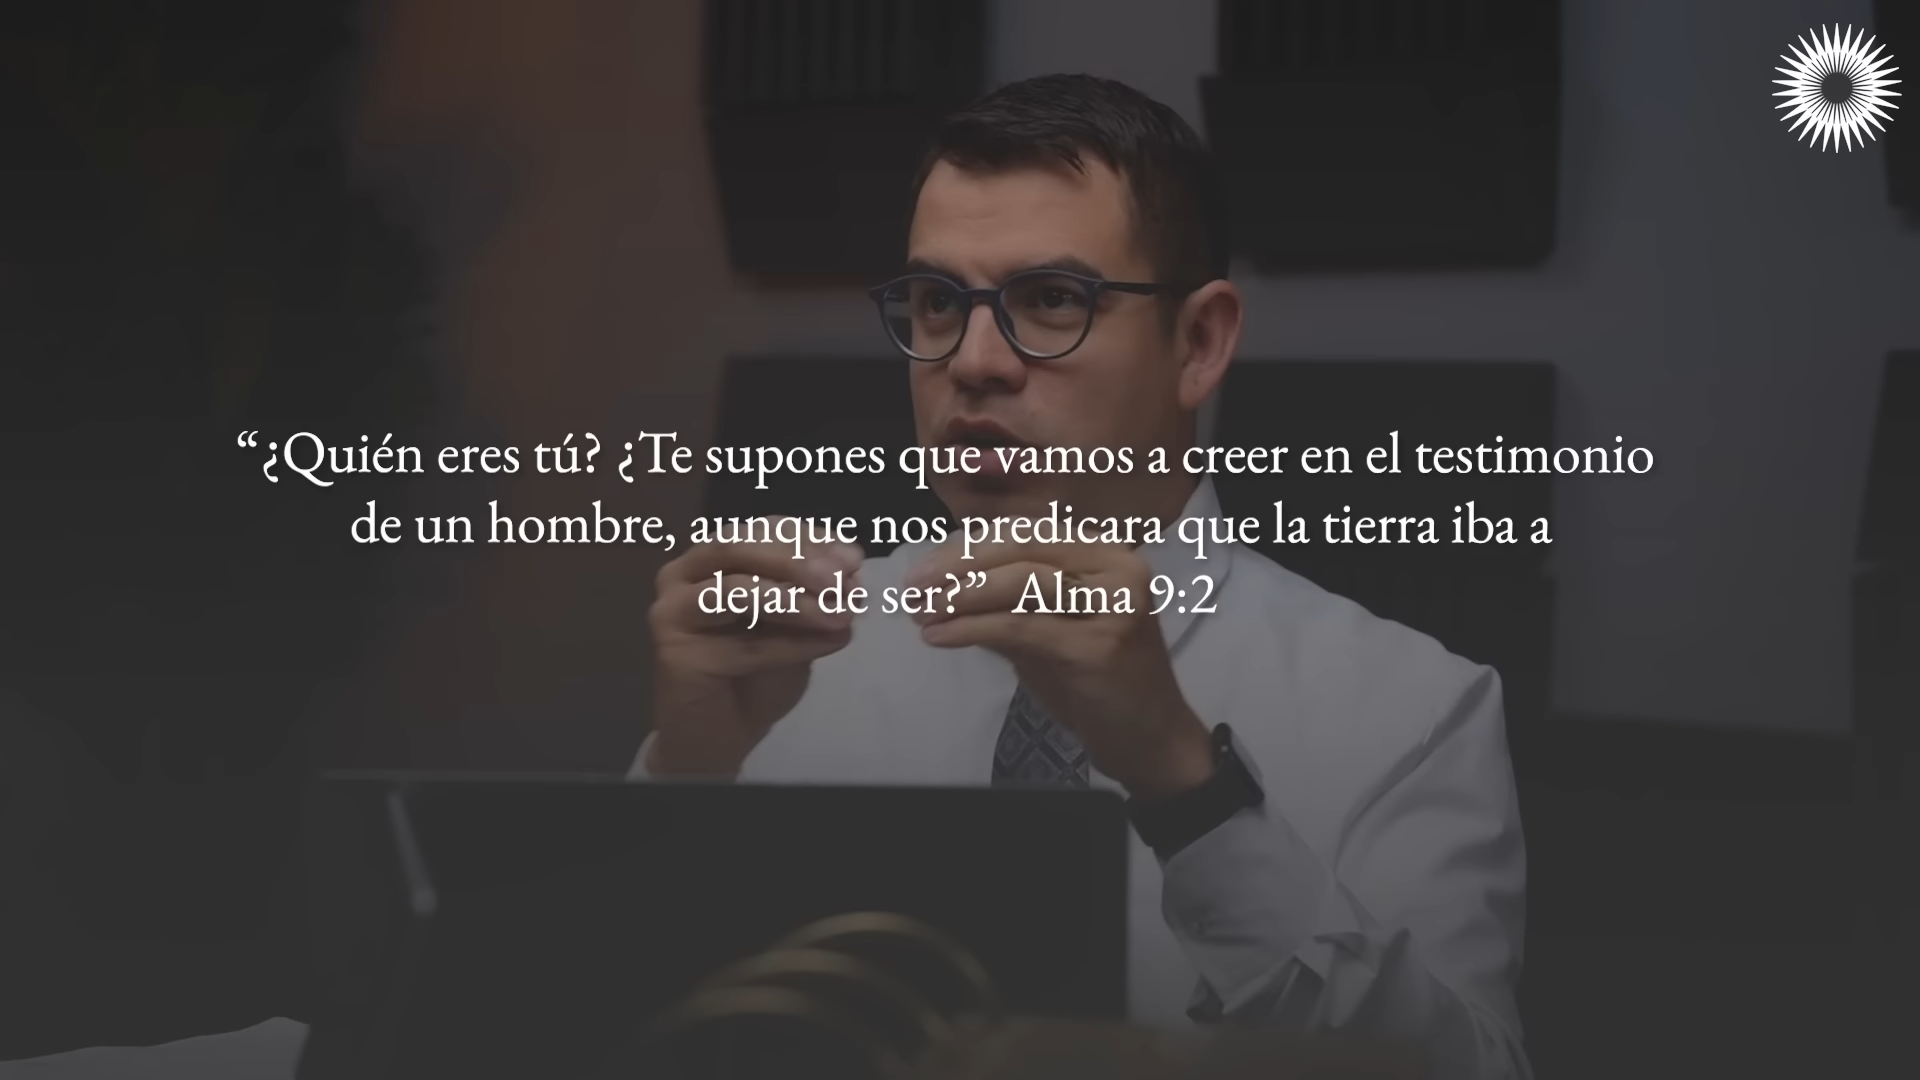 “¿Quién eres tú? ¿Te supones que vamos a creer en el testimonio
de un hombre, aunque nos predicara que la tierra iba a
dejar de ser?” Alma 9:2